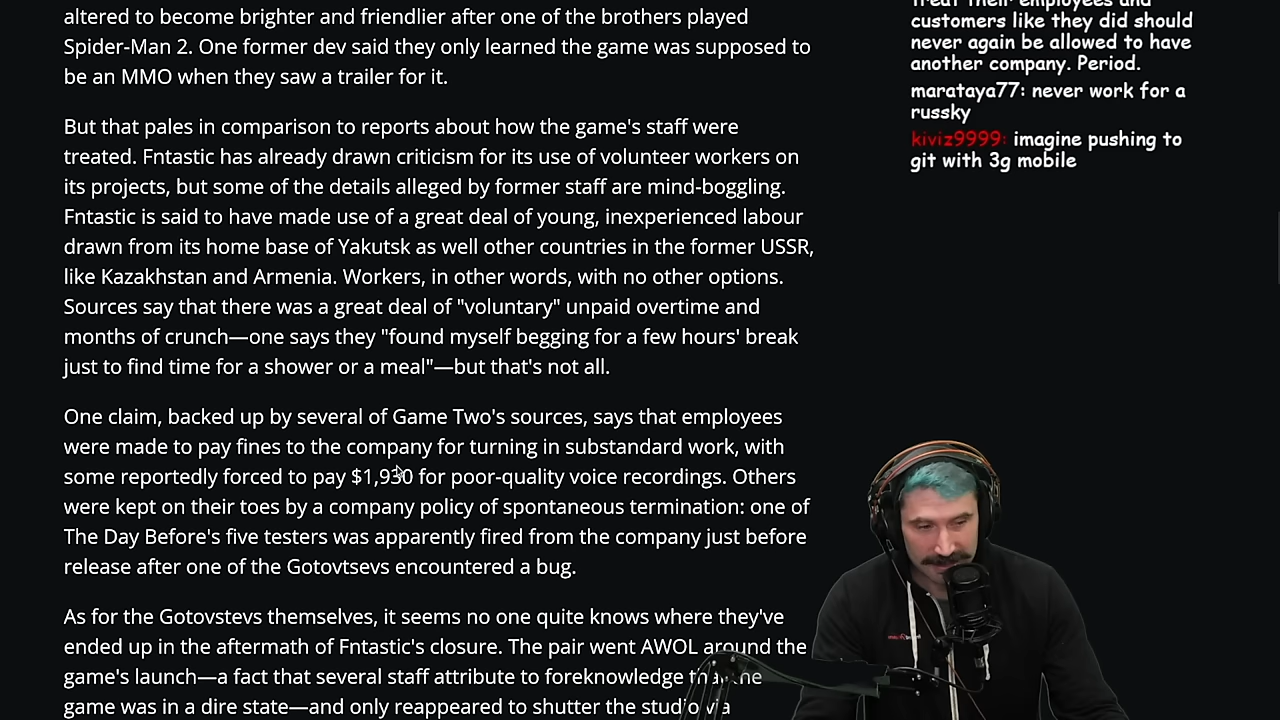 altered to become brighter and friendlier after one of the brothers played
Spider-Man 2. One former dev said they only learned the game was supposed to
be an MMO when they saw a trailer for it.
But that pales in comparison to reports about how the game's staff were
treated. Fntastic has already drawn criticism for its use of volunteer workers on
its projects, but some of the details alleged by former staff are mind-boggling.
Fntastic is said to have made use of a great deal of young, inexperienced labour
drawn from its home base of Yakutsk as well other countries in the former USSR,
like Kazakhstan and Armenia. Workers, in other words, with no other options.
Sources say that there was a great deal of "voluntary" unpaid overtime and
months of crunch—one says they "found myself begging for a few hours' break
just to find time for a shower or a meal"—but that's not all.
One claim, backed up by several of Game Two's sources, says that employees
were made to pay fines to the company for turning in substandard work, with
some reportedly forced to pay $1,930 for poor-quality voice recordings. Others
were kept on their toes by a company policy of spontaneous termination: one of
The Day Before's five testers was apparently fired from the company just before
release after one of the Gotovtsevs encountered a bug.
As for the Gotovstevs themselves, it seems no one quite knows where they've
ended up in the aftermath of Fntastic's closure. The pair went AWOL around the
game's launch—a fact that several staff attribute to foreknowledge that the
game was in a dire state—and only reappeared to shutter the studio via
treat their employees and
customers like they did should
never again be allowed to have
another company. Period.
marataya77: never work for a
russky
kiviz9999: imagine pushing to
git with 3g mobile